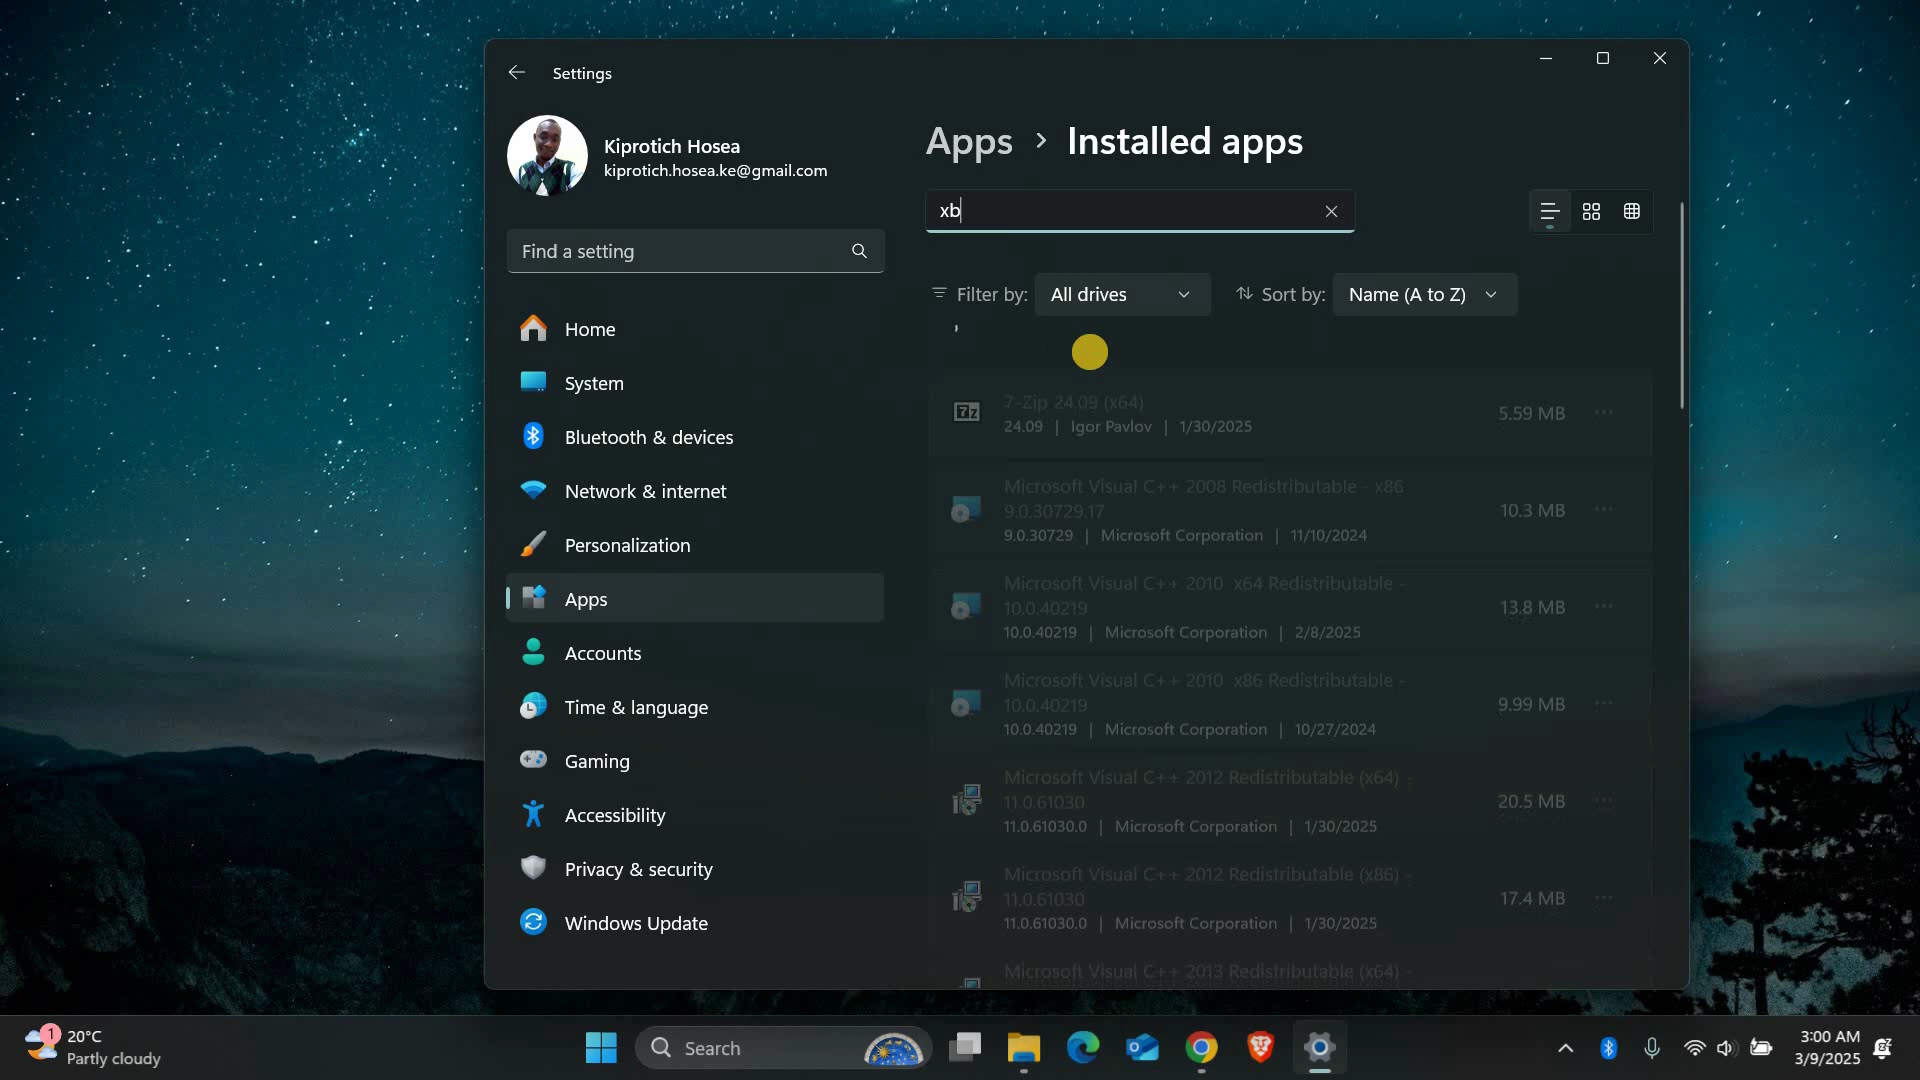 Settings
Kiprotich Hosea
kiprotich.hosea.ke@gmail.com
Find a setting
Home
System
Bluetooth & devices
Network & internet
Personalization
Apps
Accounts
Time & language
Gaming
Accessibility
Privacy & security
Windows Update
Apps > Installed apps
xb
Filter by: All drives
Sort by: Name (A to Z)
7z
7-Zip 24.09 (x64)
24.09 | Igor Pavlov | 1/30/2025
5.59 MB
Microsoft Visual C++ 2008 Redistributable - x86
9.0.30729.17
9.0.30729 | Microsoft Corporation | 11/10/2024
10.3 MB
Microsoft Visual C++ 2010 x64 Redistributable -
10.0.40219
10.0.40219 | Microsoft Corporation | 2/8/2025
13.8 MB
Microsoft Visual C++ 2010 x86 Redistributable -
10.0.40219
10.0.40219 | Microsoft Corporation | 10/27/2024
9.99 MB
Microsoft Visual C++ 2012 Redistributable (x64) -
11.0.61030
11.0.61030.0 | Microsoft Corporation | 1/30/2025
20.5 MB
Microsoft Visual C++ 2012 Redistributable (x86) -
11.0.61030
11.0.61030.0 | Microsoft Corporation | 1/30/2025
17.4 MB
Microsoft Visual C++ 2013 Redistributable (x64) -
1
20°C
Partly cloudy
Search
3:00 AM
3/9/2025